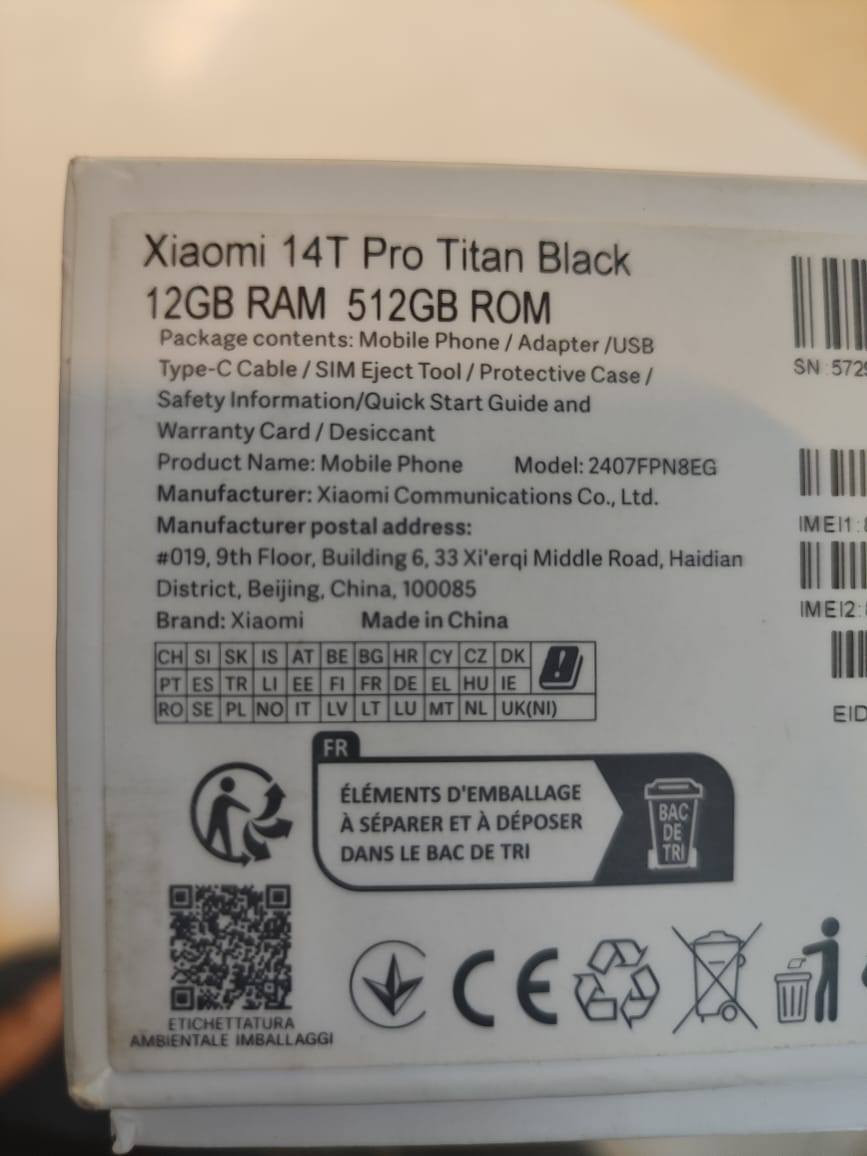 Xiaomi 14T Pro Titan Black
12GB RAM 512GB ROM
Package contents: Mobile Phone / Adapter /USB
Type-C Cable / SIM Eject Tool / Protective Case /
Safety Information/Quick Start Guide and
Warranty Card / Desiccant
Product Name: Mobile Phone Model: 2407FPN8EG
Manufacturer: Xiaomi Communications Co., Ltd.
Manufacturer postal address:
#019, 9th Floor, Building 6, 33 Xi'erqi Middle Road, Haidian
District, Beijing, China, 100085
Brand: Xiaomi Made in China
CH SI SK IS AT BE BG HR CY CZ DK
PT ES TR LI EE FI FR DE EL HU IE
RO SE PL NO IT LV LT LU MT NL UK(NI)
SN:5729
IMEI1:
IMEI2:
EID
FR
ÉLÉMENTS D'EMBALLAGE
À SÉPARER ET À DÉPOSER
DANS LE BAC DE TRI
BAC
DE
TRI
ETICHETTATURA
AMBIENTALE IMBALLAGGI
CE